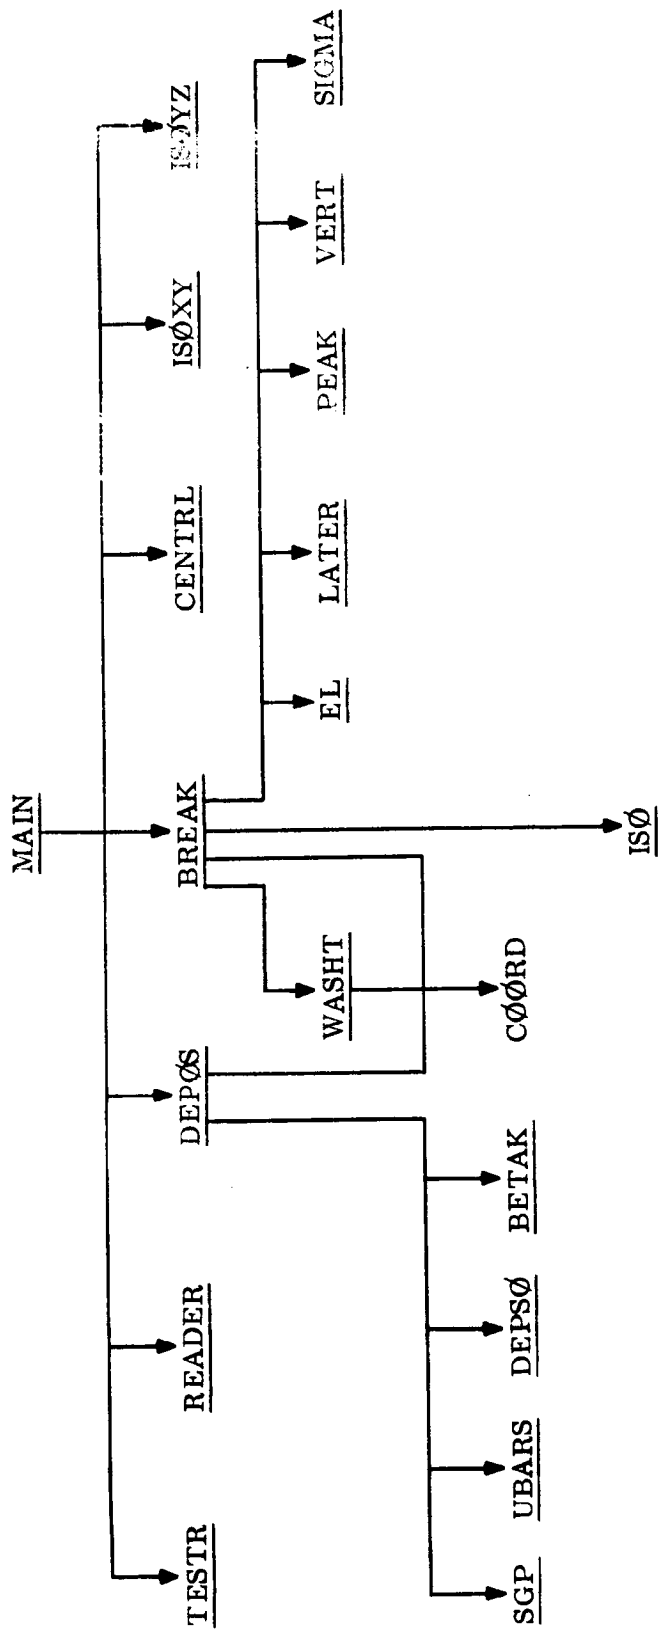 MAIN
TESTR
READER
DEPØS
BREAK
CENTRL
ISØXY
ISØYZ
WASHT
EL
LATER
PEAK
VERT
SIGMA
SGP
UBARS
DEPSØ
BETAK
CØØRD
ISØ